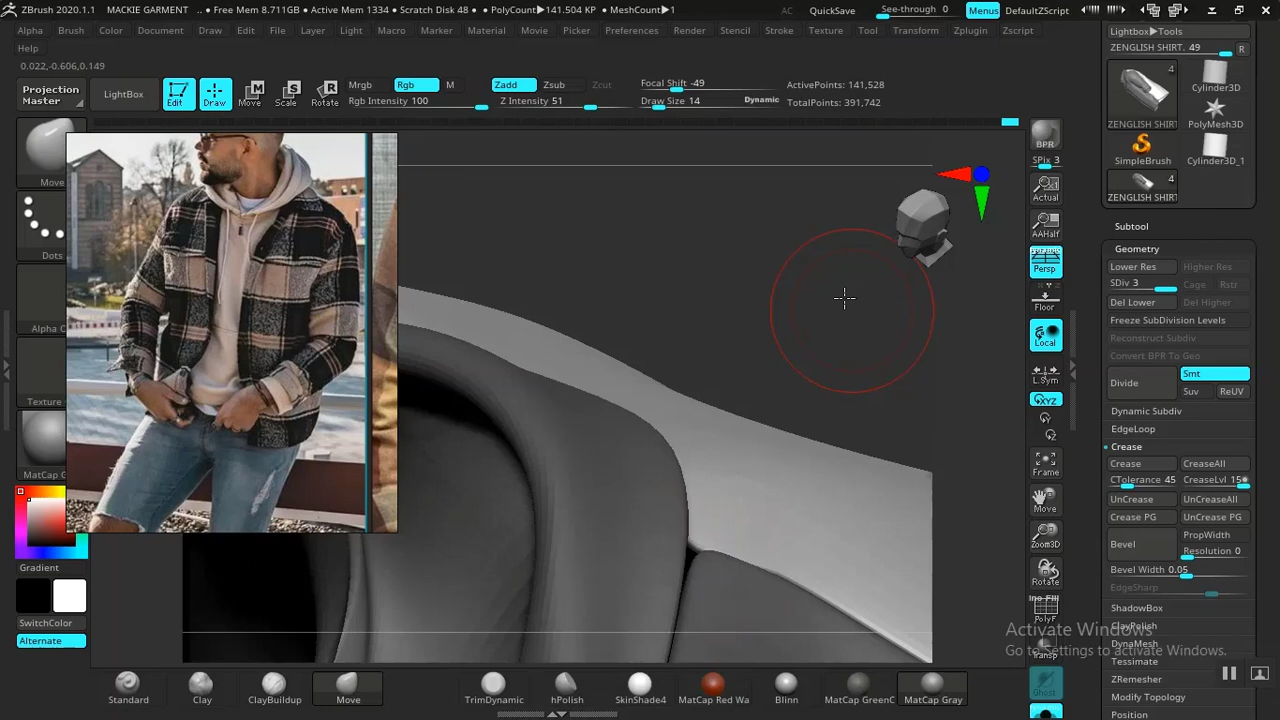 ZBrush 2020.1.1 MACKIE GARMENT .. • Free Mem 8.711GB • Active Mem 1334 • Scratch Disk 48 • PolyCount▶141.504 KP • MeshCount▶1 AC QuickSave See-through 0 Menus DefaultZScript
Alpha Brush Color Document Draw Edit File Layer Light Macro Marker Material Movie Picker Preferences Render Stencil Stroke Texture Tool Transform Zplugin Zscript
Help
0.022,-0.606,0.149
Projection
Master
LightBox
Edit
Draw
Move
Scale
Rotate
Mrgb Rgb M
Rgb Intensity 100
Zadd Zsub Zcut
Z Intensity 51
Focal Shift -49
Draw Size 14 Dynamic
ActivePoints: 141,528
TotalPoints: 391,742
Move
Dots
Alpha O
Texture
MatCap G
Gradient
SwitchColor
Alternate
BPR
SPix 3
Actual
AAHalf
Persp
Floor
Local
L.Sym
XYZ
Frame
Move
Zoom3D
Rotate
PolyF
Transp
Ghost
Lightbox▶Tools
ZENGLISH SHIRT. 49 R
4
Cylinder3D
ZENGLISH SHIRT
PolyMesh3D
SimpleBrush
Cylinder3D_1
4
ZENGLISH SHIRT
Subtool
Geometry
Lower Res Higher Res
SDiv 3 Cage Rstr
Del Lower Del Higher
Freeze SubDivision Levels
Reconstruct Subdiv
Convert BPR To Geo
Divide
Smt
Suv ReUV
Dynamic Subdiv
EdgeLoop
Crease
Crease CreaseAll
CTolerance 45 CreaseLvl 15
UnCrease UnCreaseAll
Crease PG UnCrease PG
Bevel
PropWidth
Resolution 0
Bevel Width 0.05
EdgeSharp
ShadowBox
ClayPolish
DynaMesh
Tessimate
ZRemesher
Modify Topology
Position
Activate Windows
Go to Settings to activate Windows.
Standard Clay ClayBuildup Move TrimDynamic hPolish SkinShade4 MatCap Red Wa Blinn MatCap GreenC MatCap Gray